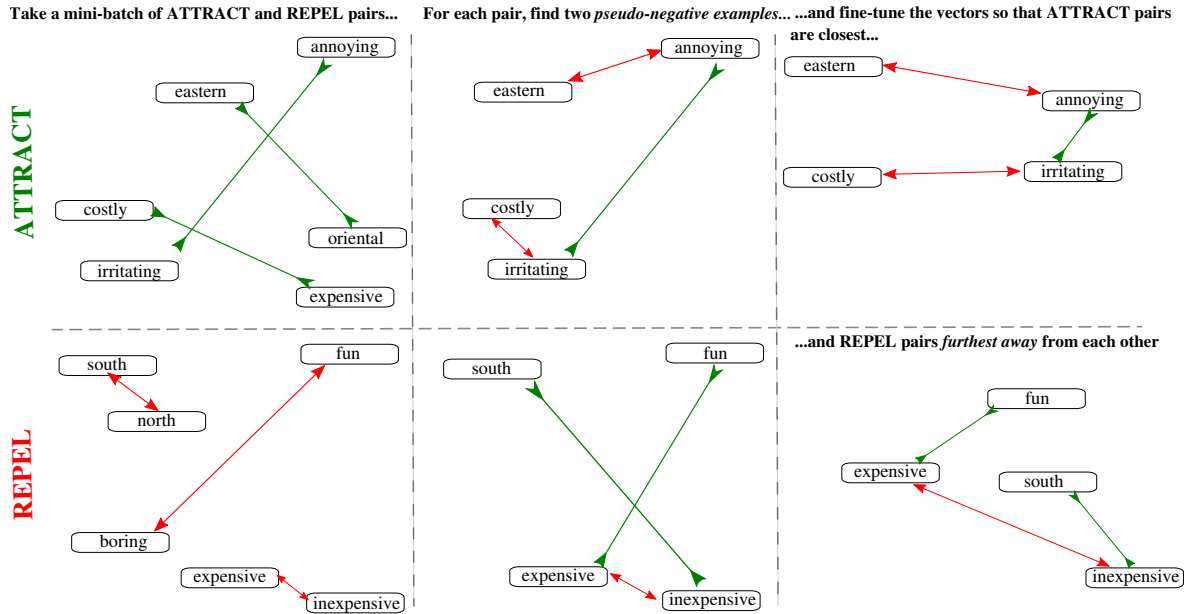 Take a mini-batch of ATTRACT and REPEL pairs...
For each pair, find two pseudo-negative examples...
...and fine-tune the vectors so that ATTRACT pairs
are closest...
ATTRACT
annoying
eastern
costly
oriental
irritating
expensive
annoying
eastern
costly
irritating
eastern
annoying
costly
irritating
REPEL
fun
south
north
boring
expensive
inexpensive
fun
south
expensive
inexpensive
...and REPEL pairs furthest away from each other
fun
expensive
south
inexpensive